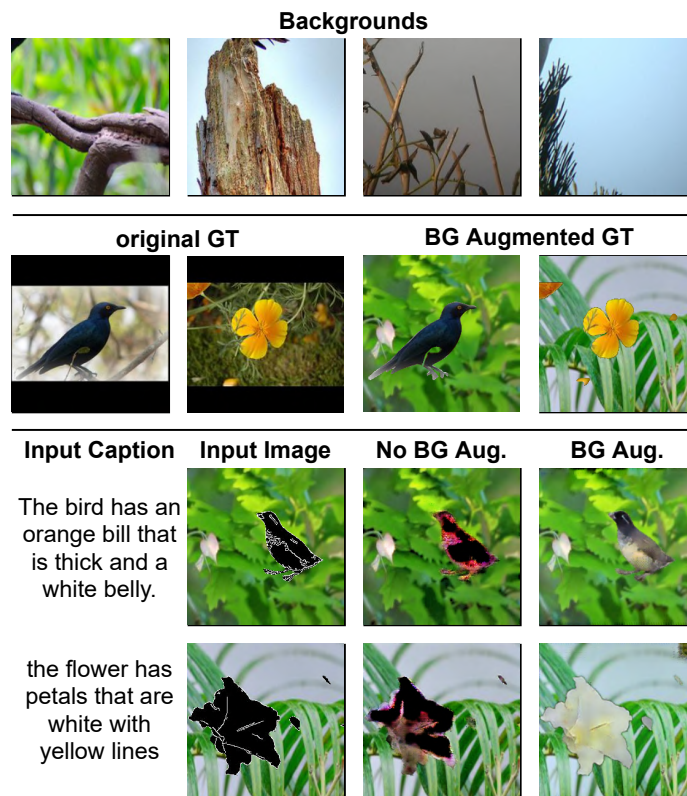 Backgrounds
original GT
BG Augmented GT
Input Caption
Input Image
No BG Aug.
BG Aug.
The bird has an
orange bill that
is thick and a
white belly.
the flower has
petals that are
white with
yellow lines